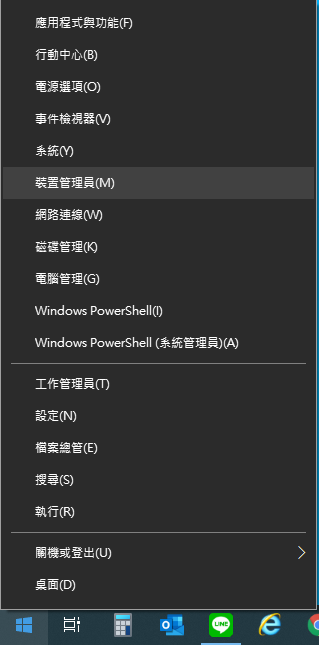 應用程式與功能(F)
行動中心(B)
電源選項(O)
事件檢視器(V)
系統(Y)
裝置管理員(M)
網路連線(W)
磁碟管理(K)
電腦管理(G)
Windows PowerShell(I)
Windows PowerShell (系統管理員)(A)
工作管理員(T)
設定(N)
檔案總管(E)
搜尋(S)
執行(R)
關機或登出(U)
桌面(D)
LINE